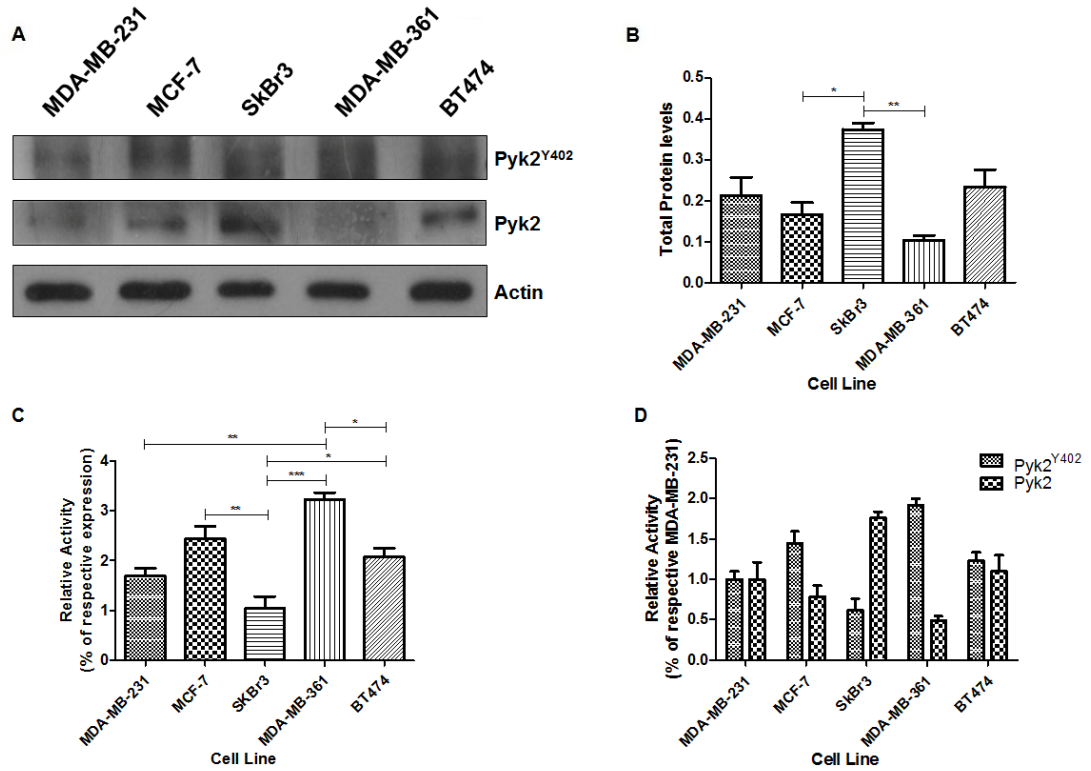 A
MDA-MB-231
MCF-7
SkBr3
MDA-MB-361
BT474
Pyk2Y402
Pyk2
Actin
B
Total Protein levels
0.5
0.4
0.3
0.2
0.1
0.0
*
**
MDA-MB-231
MCF-7
SkBr3
MDA-MB-361
BT474
Cell Line
C
Relative Activity
(% of respective expression)
4
3
2
1
0
*
**
*
***
**
MDA-MB-231
MCF-7
SKBr3
MDA-MB-361
BT474
Cell Line
D
Relative Activity
(% of respective MDA-MB-231)
2.5
2.0
1.5
1.0
0.5
0.0
Pyk2Y402
Pyk2
MDA-MB-231
MCF-7
SkBr3
MDA-MB-361
BT474
Cell Line